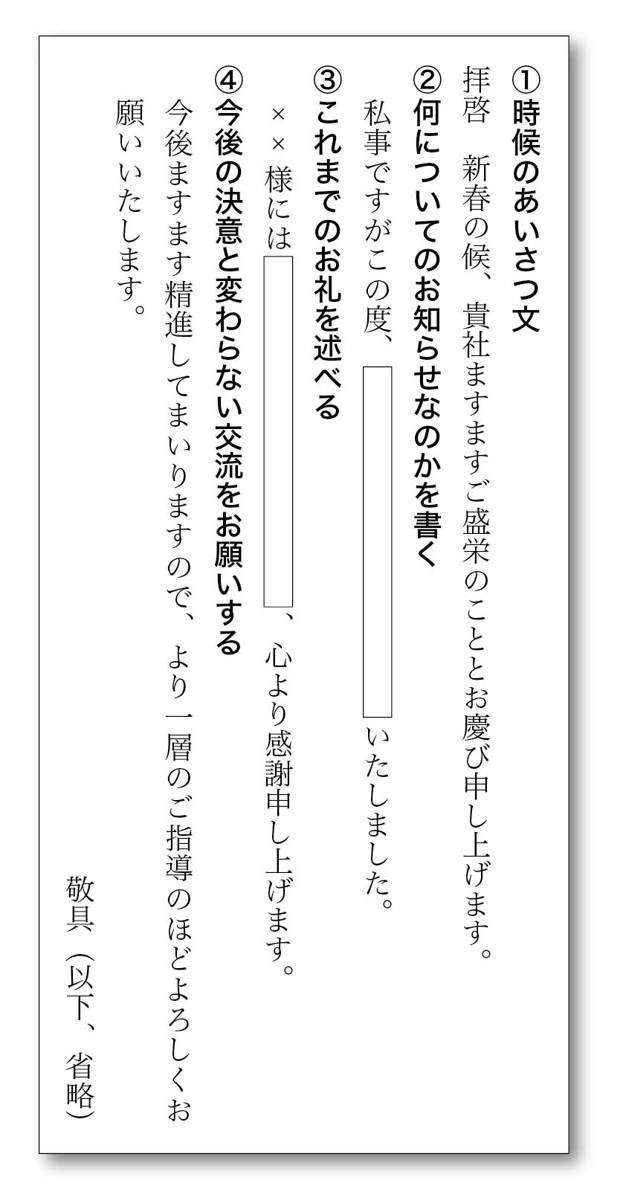 ①時候のあいさつ文
拝啓　新春の候、貴社ますますご盛栄のこととお慶び申し上げます。
②何についてのお知らせなのかを書く
私事ですがこの度、　　　　いたしました。
③これまでのお礼を述べる
××様には　　　　、心より感謝申し上げます。
④今後の決意と変わらない交流をお願いする
今後ますます精進してまいりますので、より一層のご指導のほどよろしくお
願いいたします。
敬具（以下、省略）